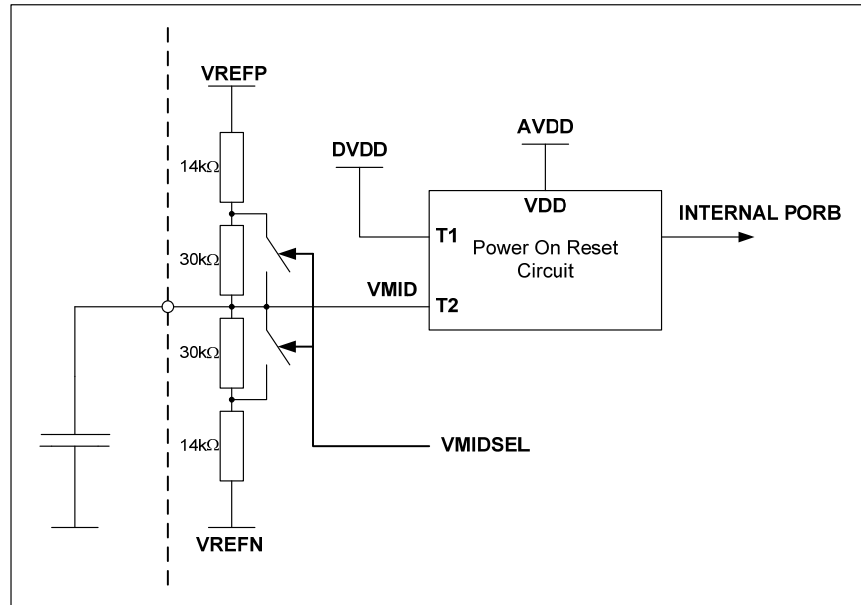 VREFP
14kΩ
30kΩ
30kΩ
14kΩ
VREFN
VMID
VMIDSEL
DVDD
AVDD
VDD
T1
T2
Power On Reset
Circuit
INTERNAL PORB